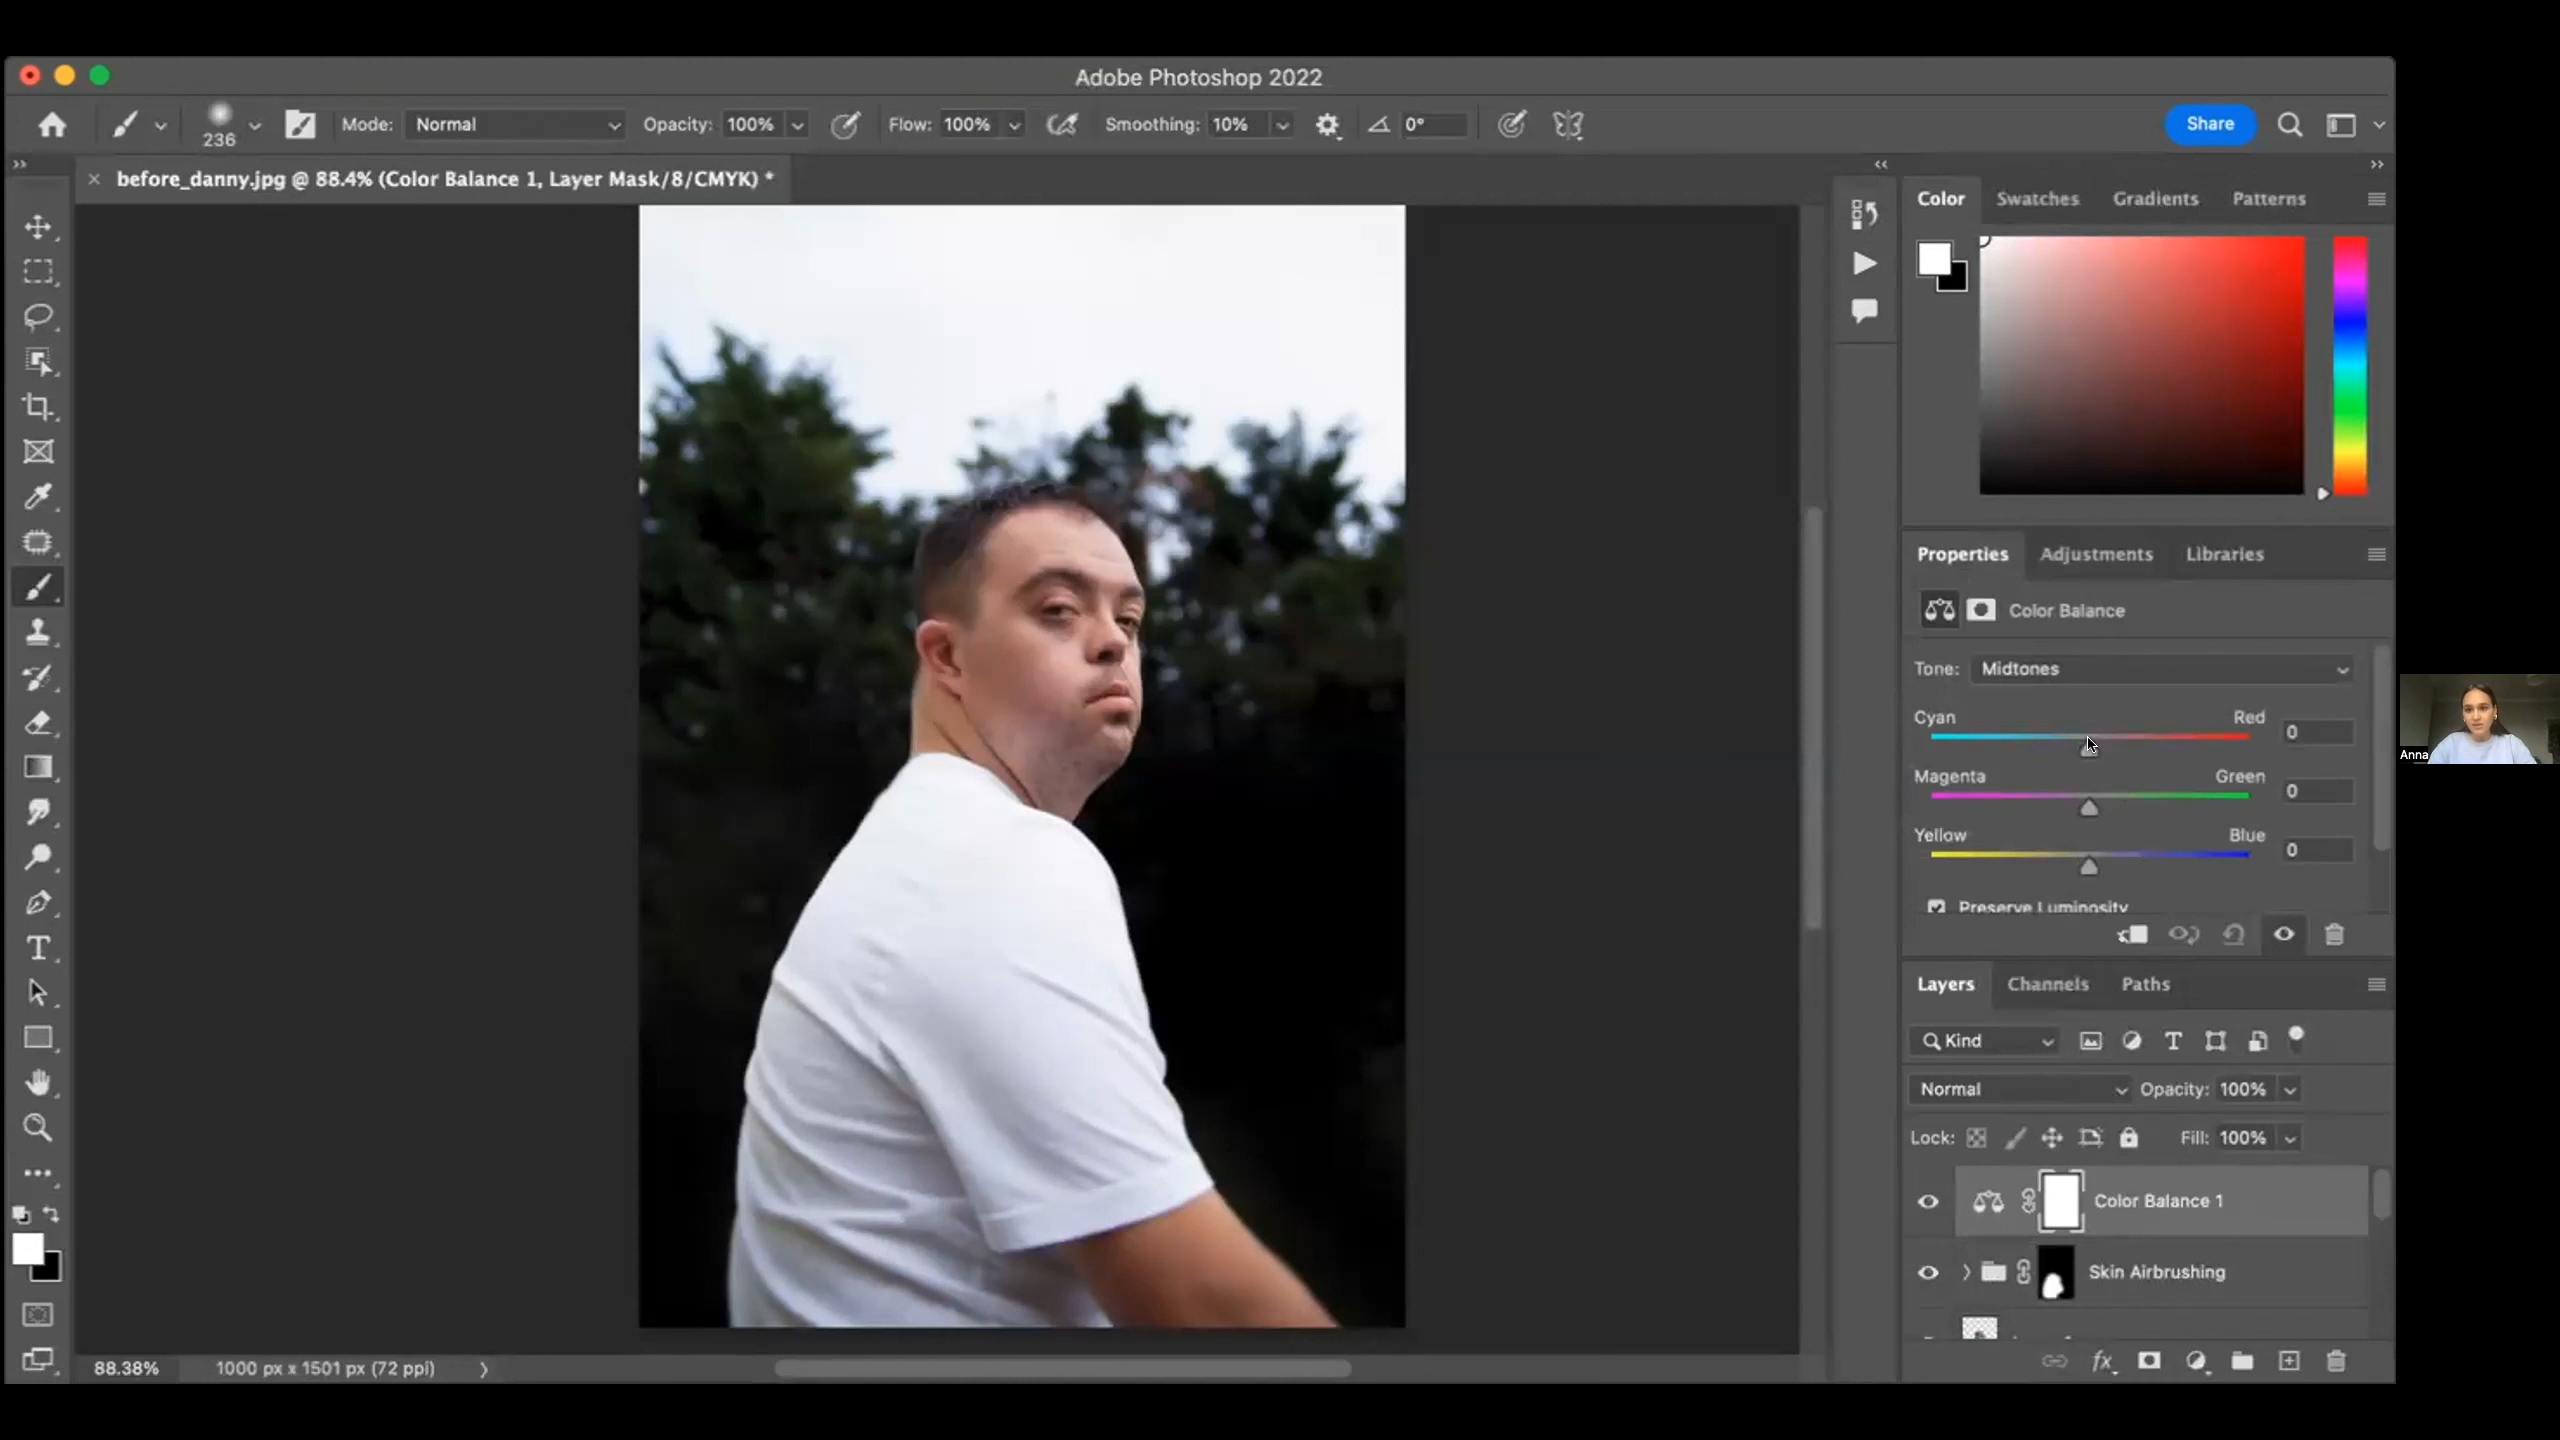 Adobe Photoshop 2022
236
Mode: Normal
Opacity: 100%
Flow: 100%
Smoothing: 10%
0°
Share
before_danny.jpg @ 88.4% (Color Balance 1, Layer Mask/8/CMYK) *
Color Swatches Gradients Patterns
Properties Adjustments Libraries
Color Balance
Tone: Midtones
Cyan Red 0
Magenta Green 0
Yellow Blue 0
Preserve Luminosity
Anna
Layers Channels Paths
Kind
Normal Opacity: 100%
Lock: Fill: 100%
Color Balance 1
Skin Airbrushing
88.38% 1000 px x 1501 px (72 ppi)